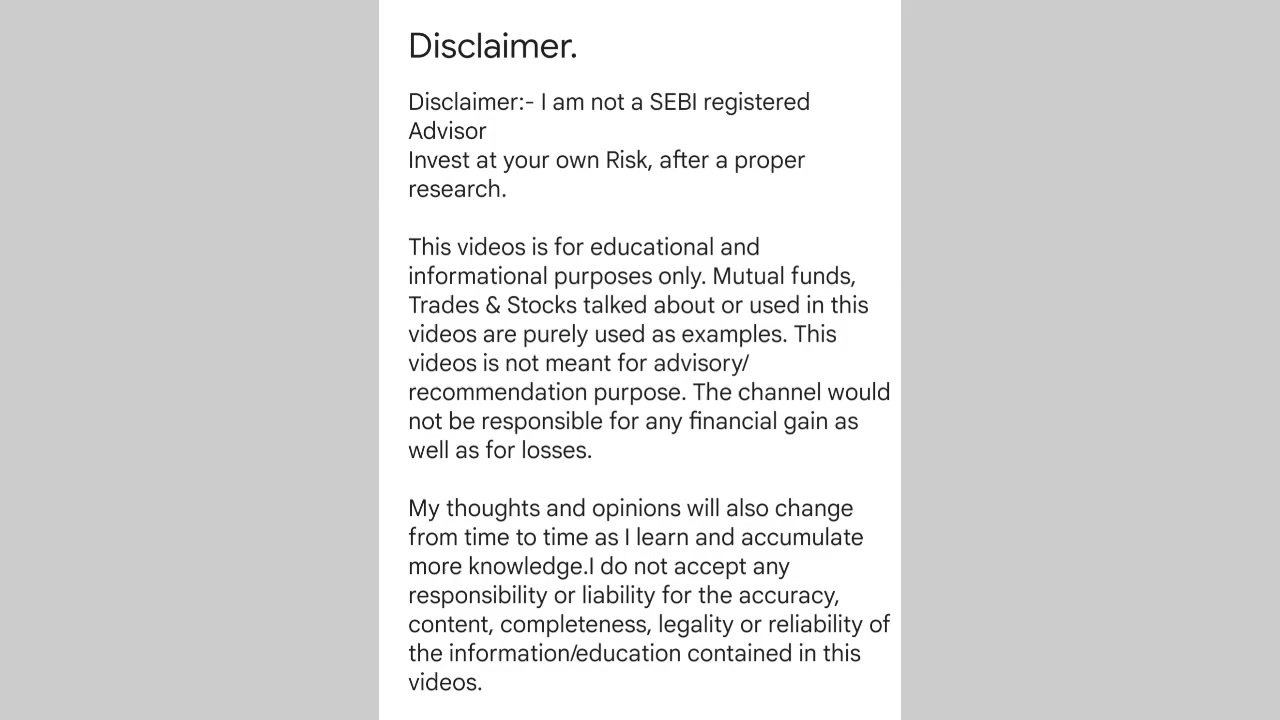 Disclaimer.
Disclaimer:- I am not a SEBI registered
Advisor
Invest at your own Risk, after a proper
research.
This videos is for educational and
informational purposes only. Mutual funds,
Trades & Stocks talked about or used in this
videos are purely used as examples. This
videos is not meant for advisory/
recommendation purpose. The channel would
not be responsible for any financial gain as
well as for losses.
My thoughts and opinions will also change
from time to time as I learn and accumulate
more knowledge.I do not accept any
responsibility or liability for the accuracy,
content, completeness, legality or reliability of
the information/education contained in this
videos.